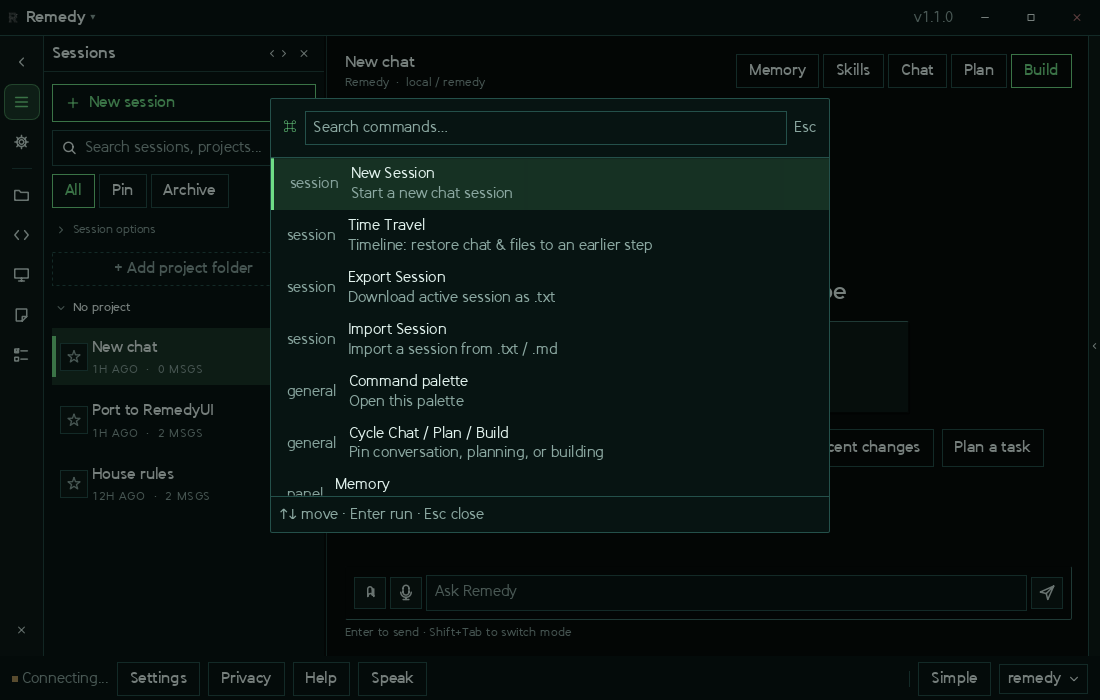 Remedy
v1.1.0
Sessions
New session
Search sessions, projects...
All
Pin
Archive
Session options
+ Add project folder
No project
New chat
1H AGO · 0 MSGS
Port to RemedyUI
1H AGO · 2 MSGS
House rules
12H AGO · 2 MSGS
New chat
Remedy · local / remedy
Memory
Skills
Chat
Plan
Build
Search commands...
Esc
session
New Session
Start a new chat session
session
Time Travel
Timeline: restore chat & files to an earlier step
session
Export Session
Download active session as .txt
session
Import Session
Import a session from .txt / .md
general
Command palette
Open this palette
general
Cycle Chat / Plan / Build
Pin conversation, planning, or building
panel
Memory
↑↓ move · Enter run · Esc close
changes
Plan a task
Ask Remedy
Enter to send · Shift+Tab to switch mode
Connecting...
Settings
Privacy
Help
Speak
Simple
remedy